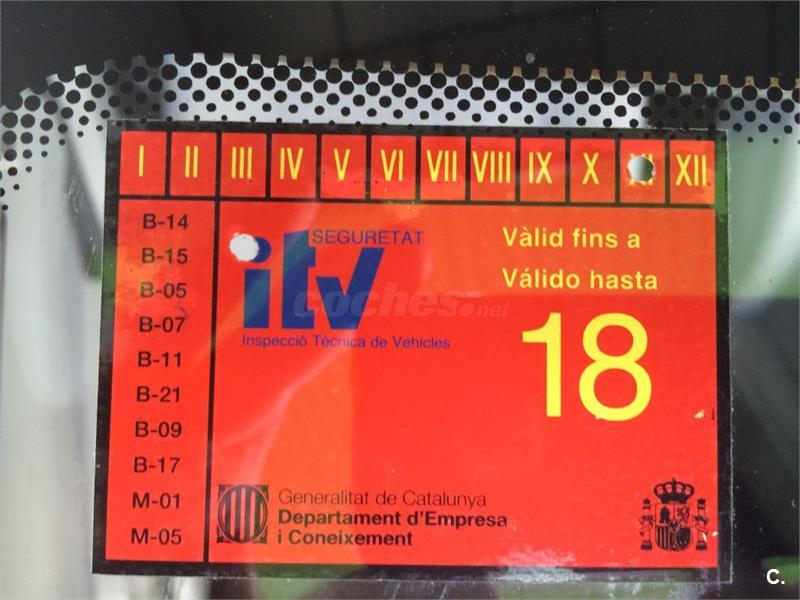 I II III IV V VI VII VIII IX X XI XII
B-14
B-15
B-05
B-07
B-11
B-21
B-09
B-17
M-01
M-05
SEGURETAT
itv
Inspecció Tècnica de Vehicles
Vàlid fins a
Válido hasta
18
coches.net
Generalitat de Catalunya
Departament d'Empresa
i Coneixement
C.